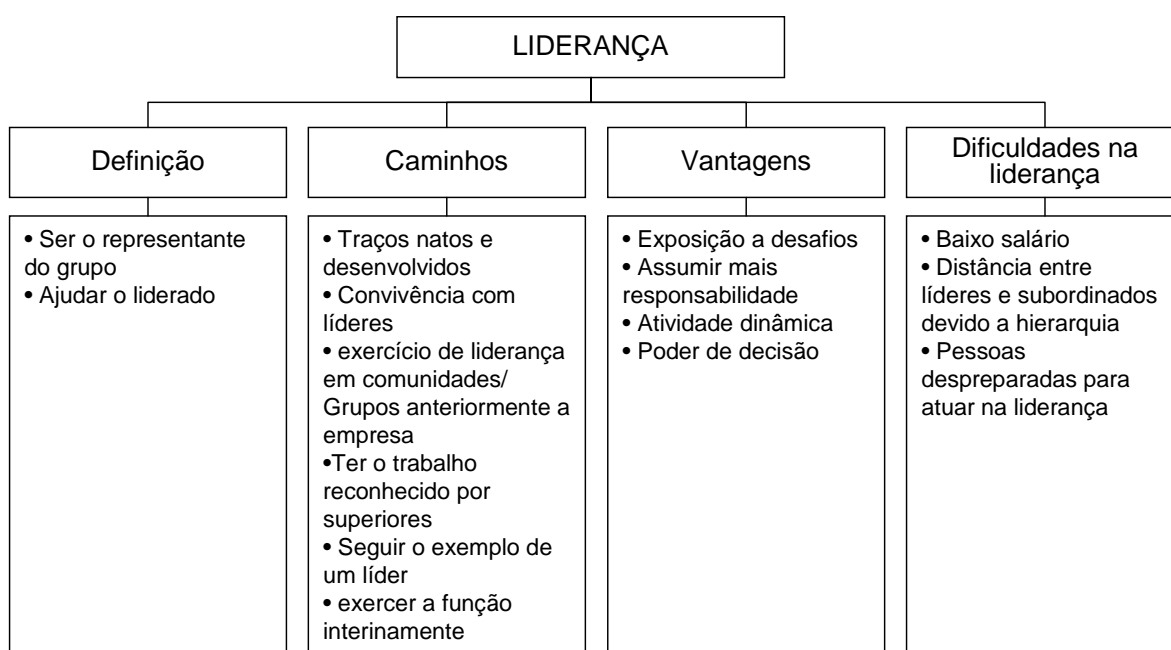 LIDERANÇA
Definição
Caminhos
Vantagens
Dificuldades na
liderança
• Ser o representante
do grupo
• Ajudar o liderado
• Traços natos e
desenvolvidos
• Convivência com
líderes
• exercício de liderança
em comunidades/
Grupos anteriormente a
empresa
•Ter o trabalho
reconhecido por
superiores
• Seguir o exemplo de
um líder
• exercer a função
interinamente
• Exposição a desafios
• Assumir mais
responsabilidade
• Atividade dinâmica
• Poder de decisão
• Baixo salário
• Distância entre
líderes e subordinados
devido a hierarquia
• Pessoas
despreparadas para
atuar na liderança